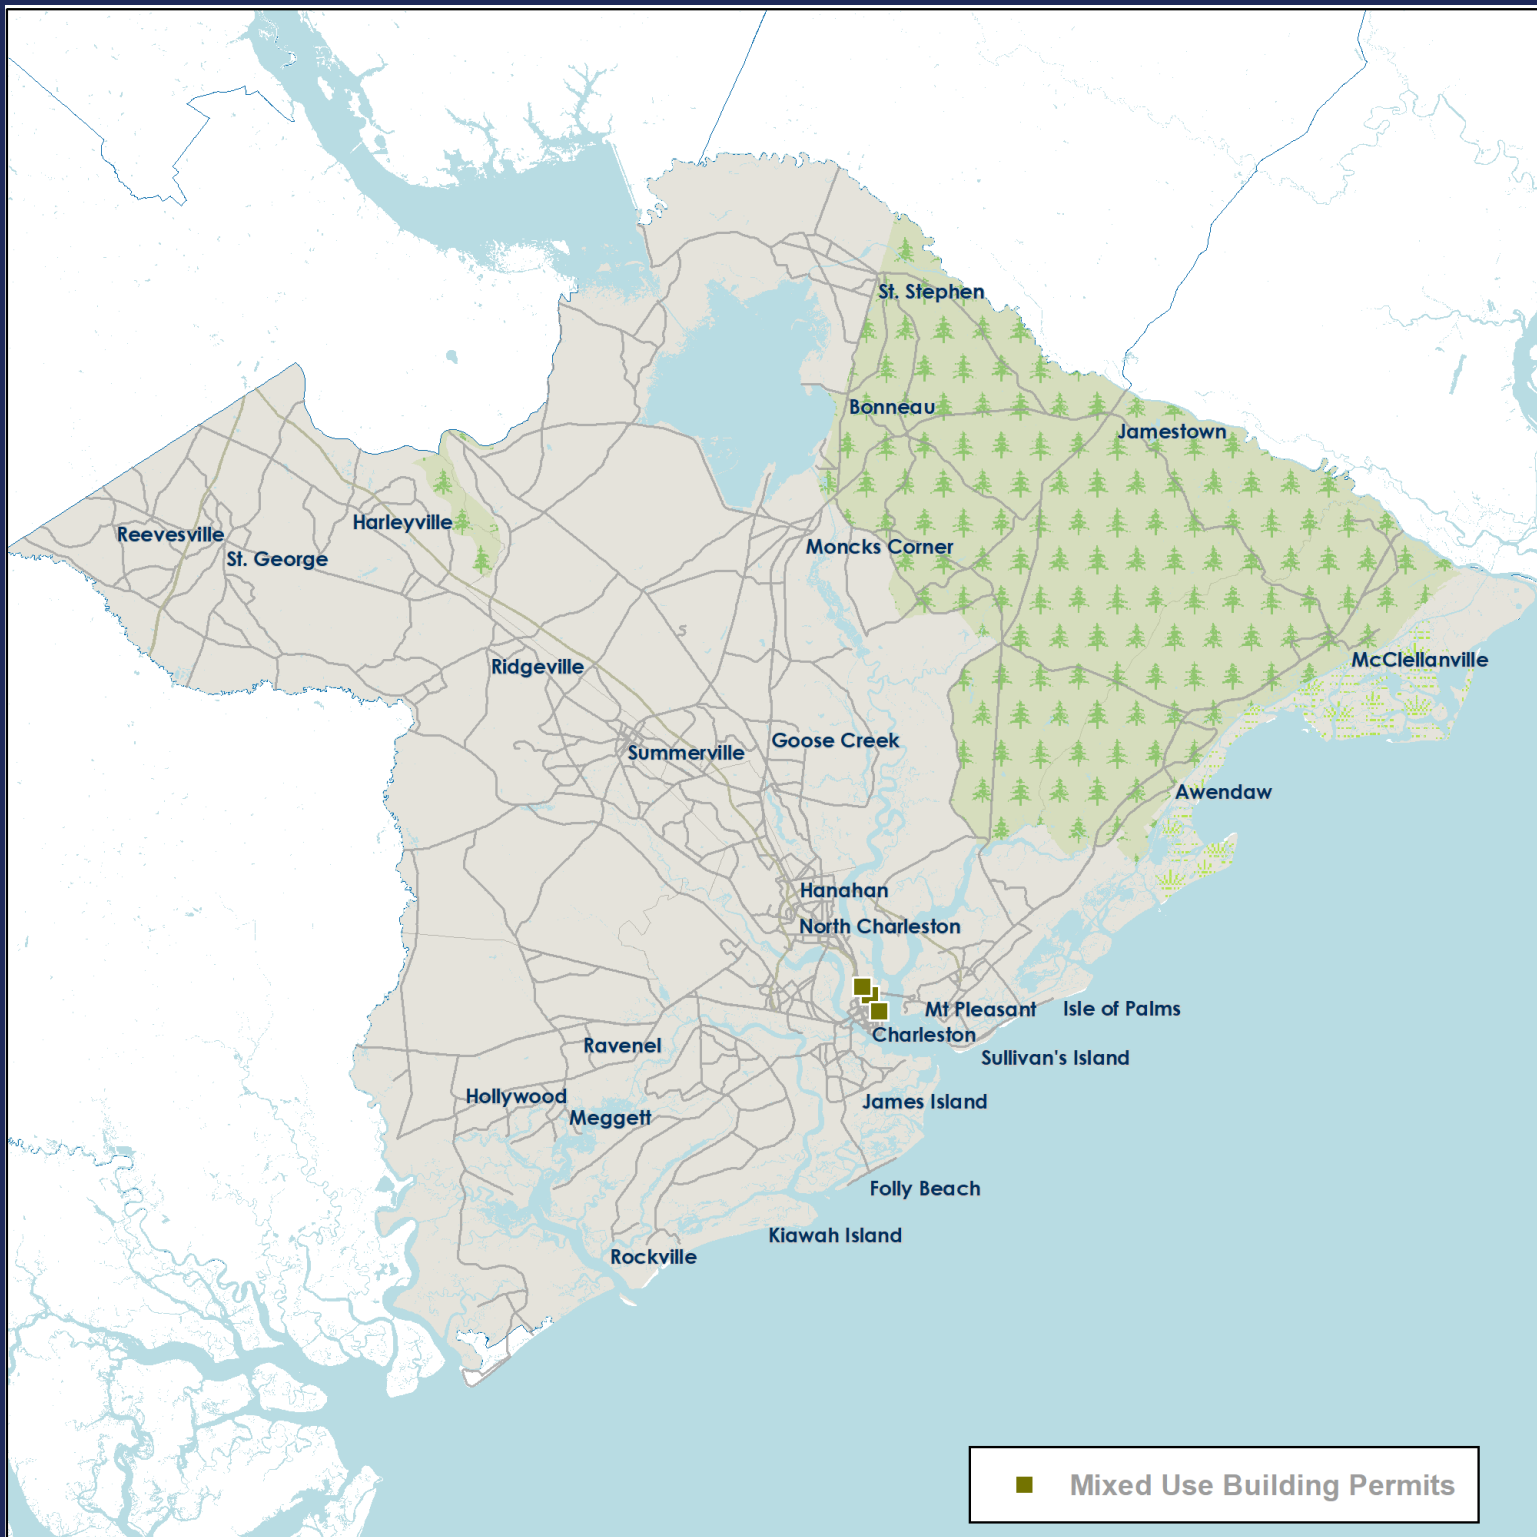 St. Stephen
Bonneau
Jamestown
Reevesville
Harleyville
St. George
Moncks Corner
McClellanville
Ridgeville
Summerville
Goose Creek
Awendaw
Hanahan
North Charleston
Mt Pleasant
Isle of Palms
Charleston
Ravenel
Sullivan's Island
Hollywood
Meggett
James Island
Folly Beach
Kiawah Island
Rockville
Mixed Use Building Permits